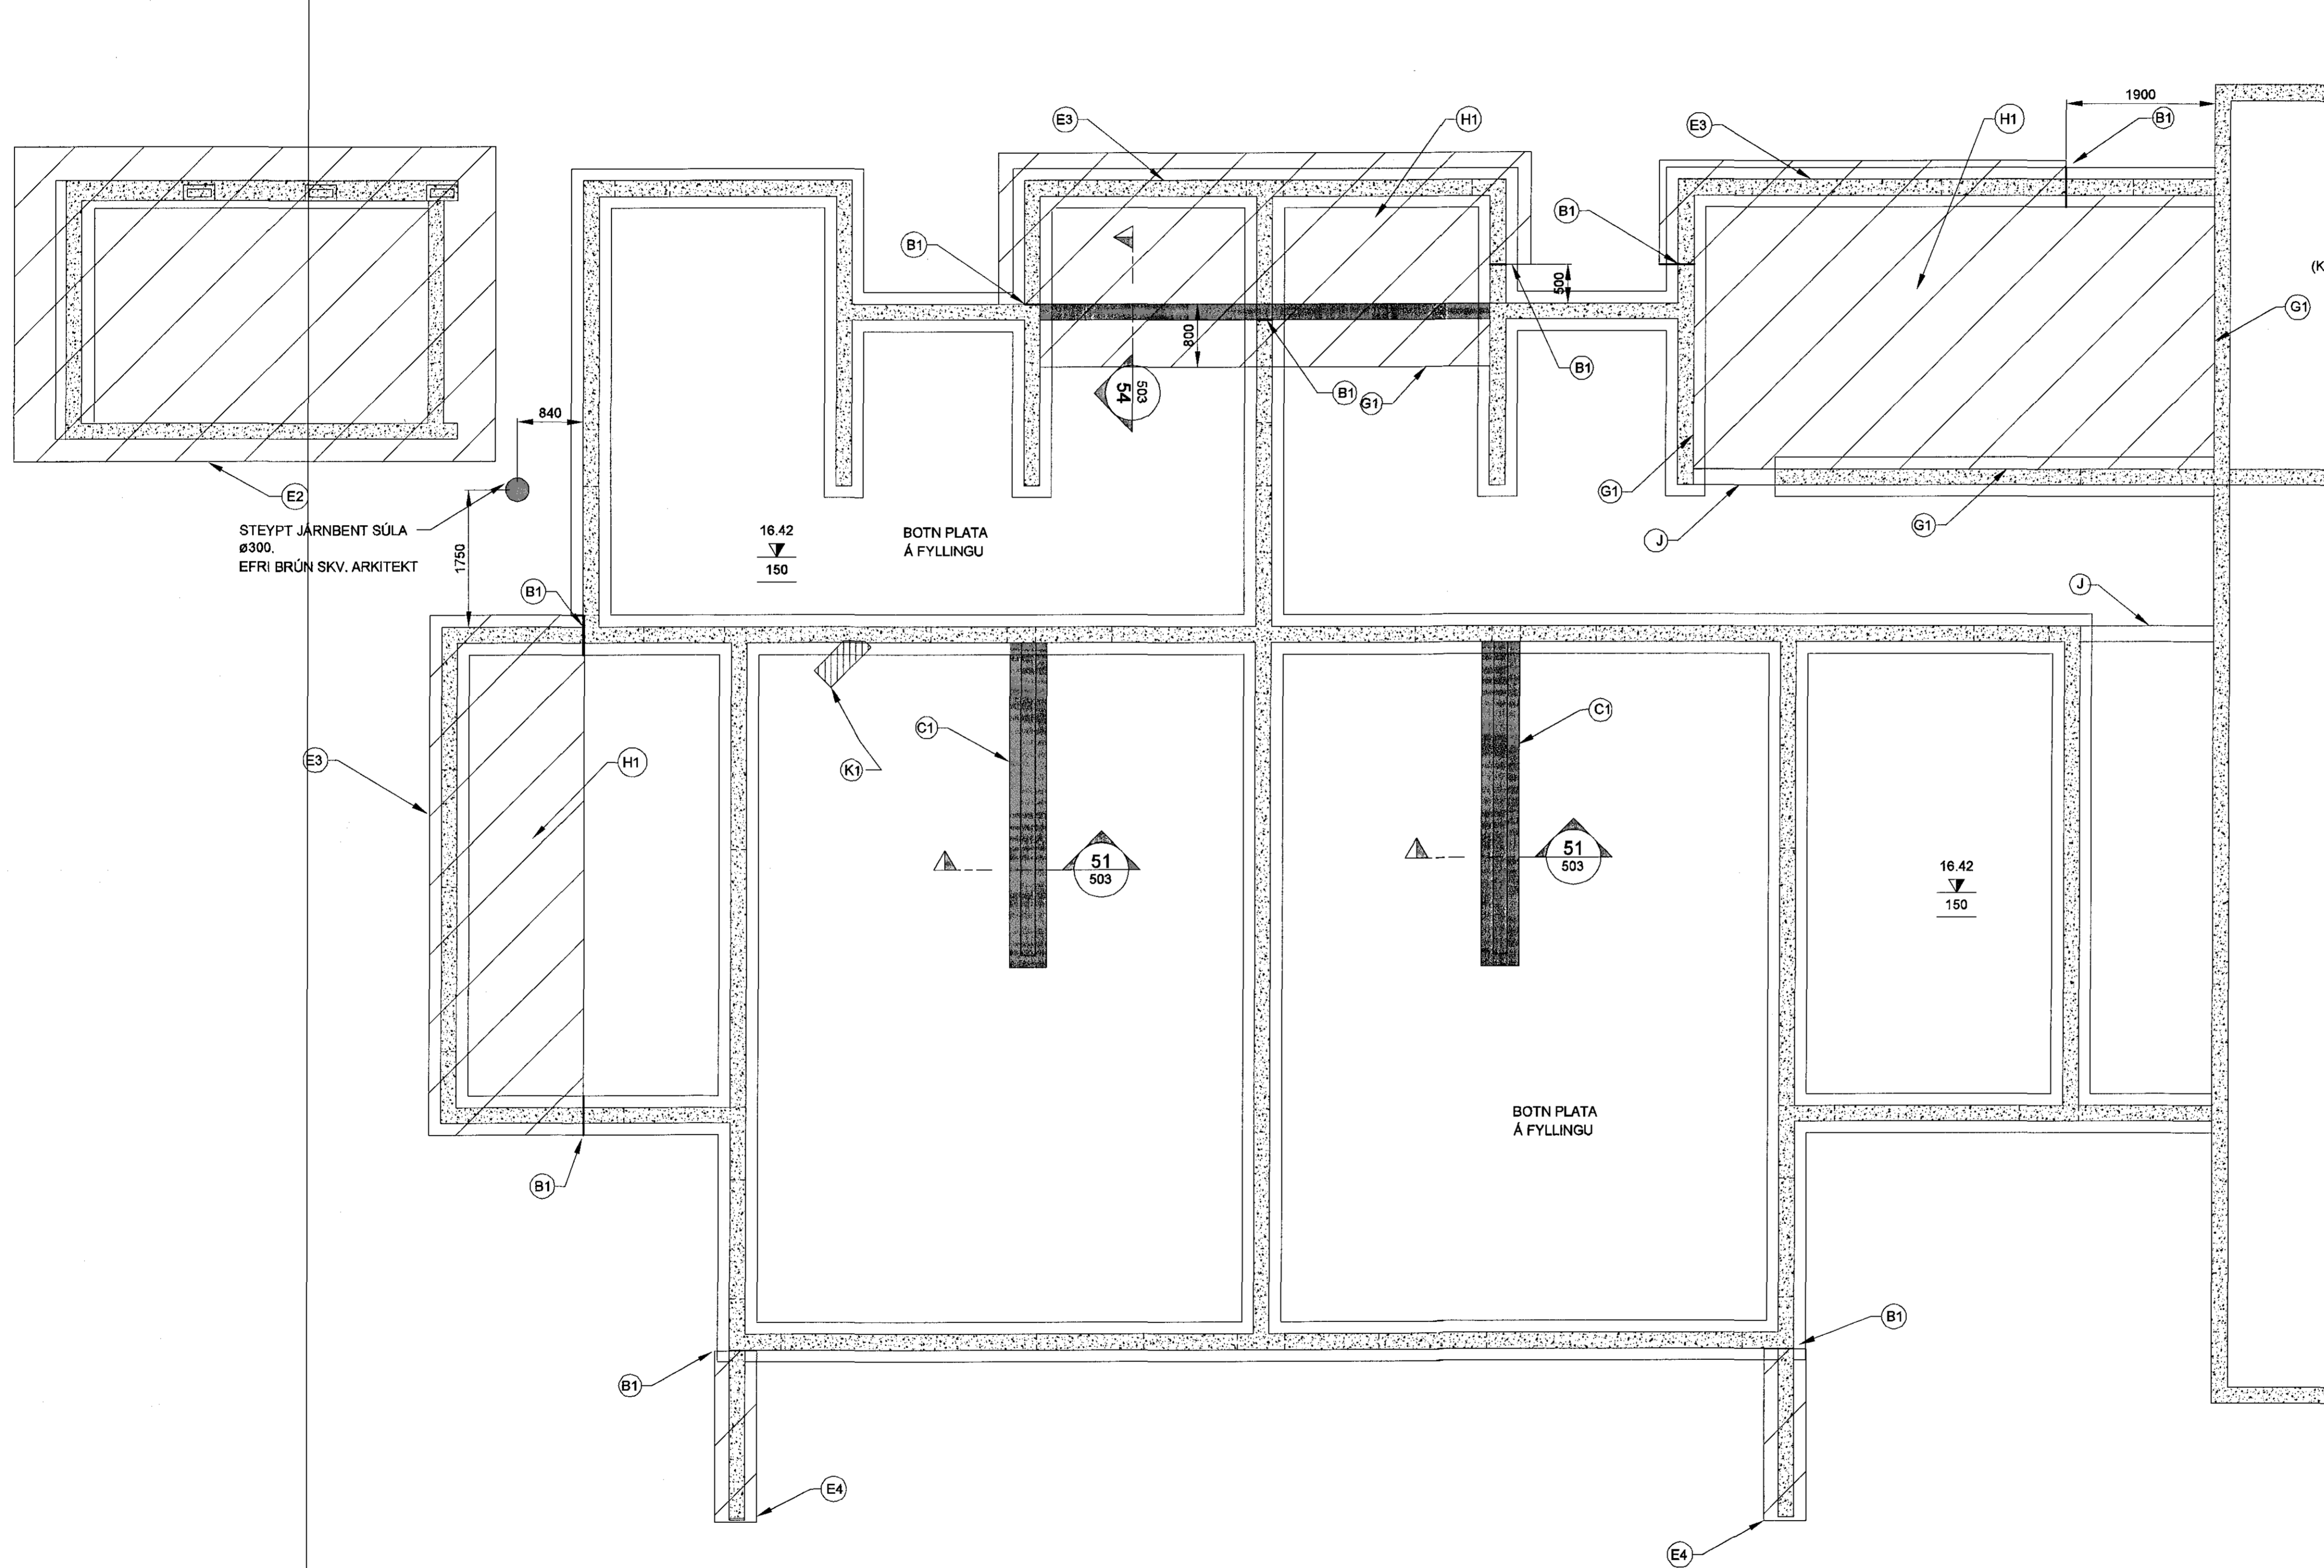 1900
E3
H1
E3
H1
B1
B1
B1
(K
G1
500
800
B1
B1
G1
503
54
840
E2
G1
G1
J
STEYPT JÁRNBENT SÚLA
ø300.
EFRI BRÚN SKV. ARKITEKT
1750
16.42
150
BOTN PLATA
Á FYLLINGU
B1
J
C1
C1
E3
H1
K1
51
503
51
503
16.42
150
BOTN PLATA
Á FYLLINGU
B1
B1
B1
E4
E4